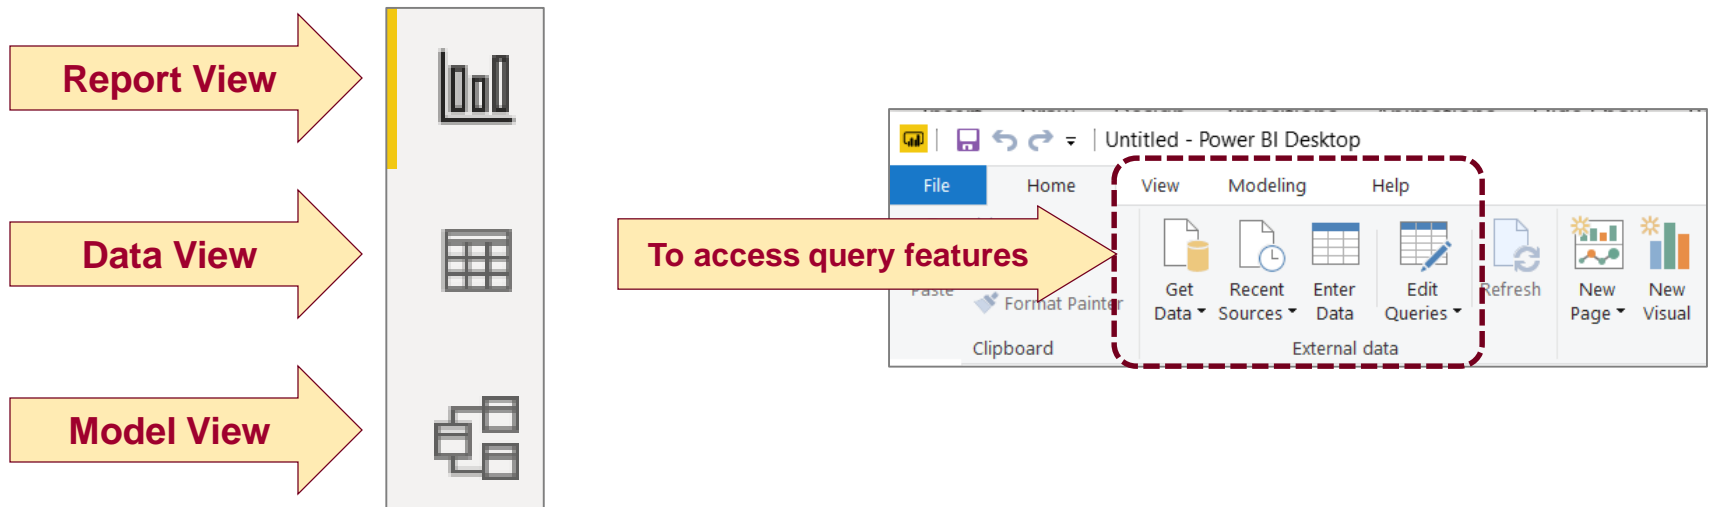 Report View
Data View
Model View
To access query features
Untitled - Power BI Desktop
File Home View Modeling Help
Paste
Format Painter
Clipboard
Get Data
Recent Sources
Enter Data
Edit Queries
External data
Refresh
New Page
New Visual